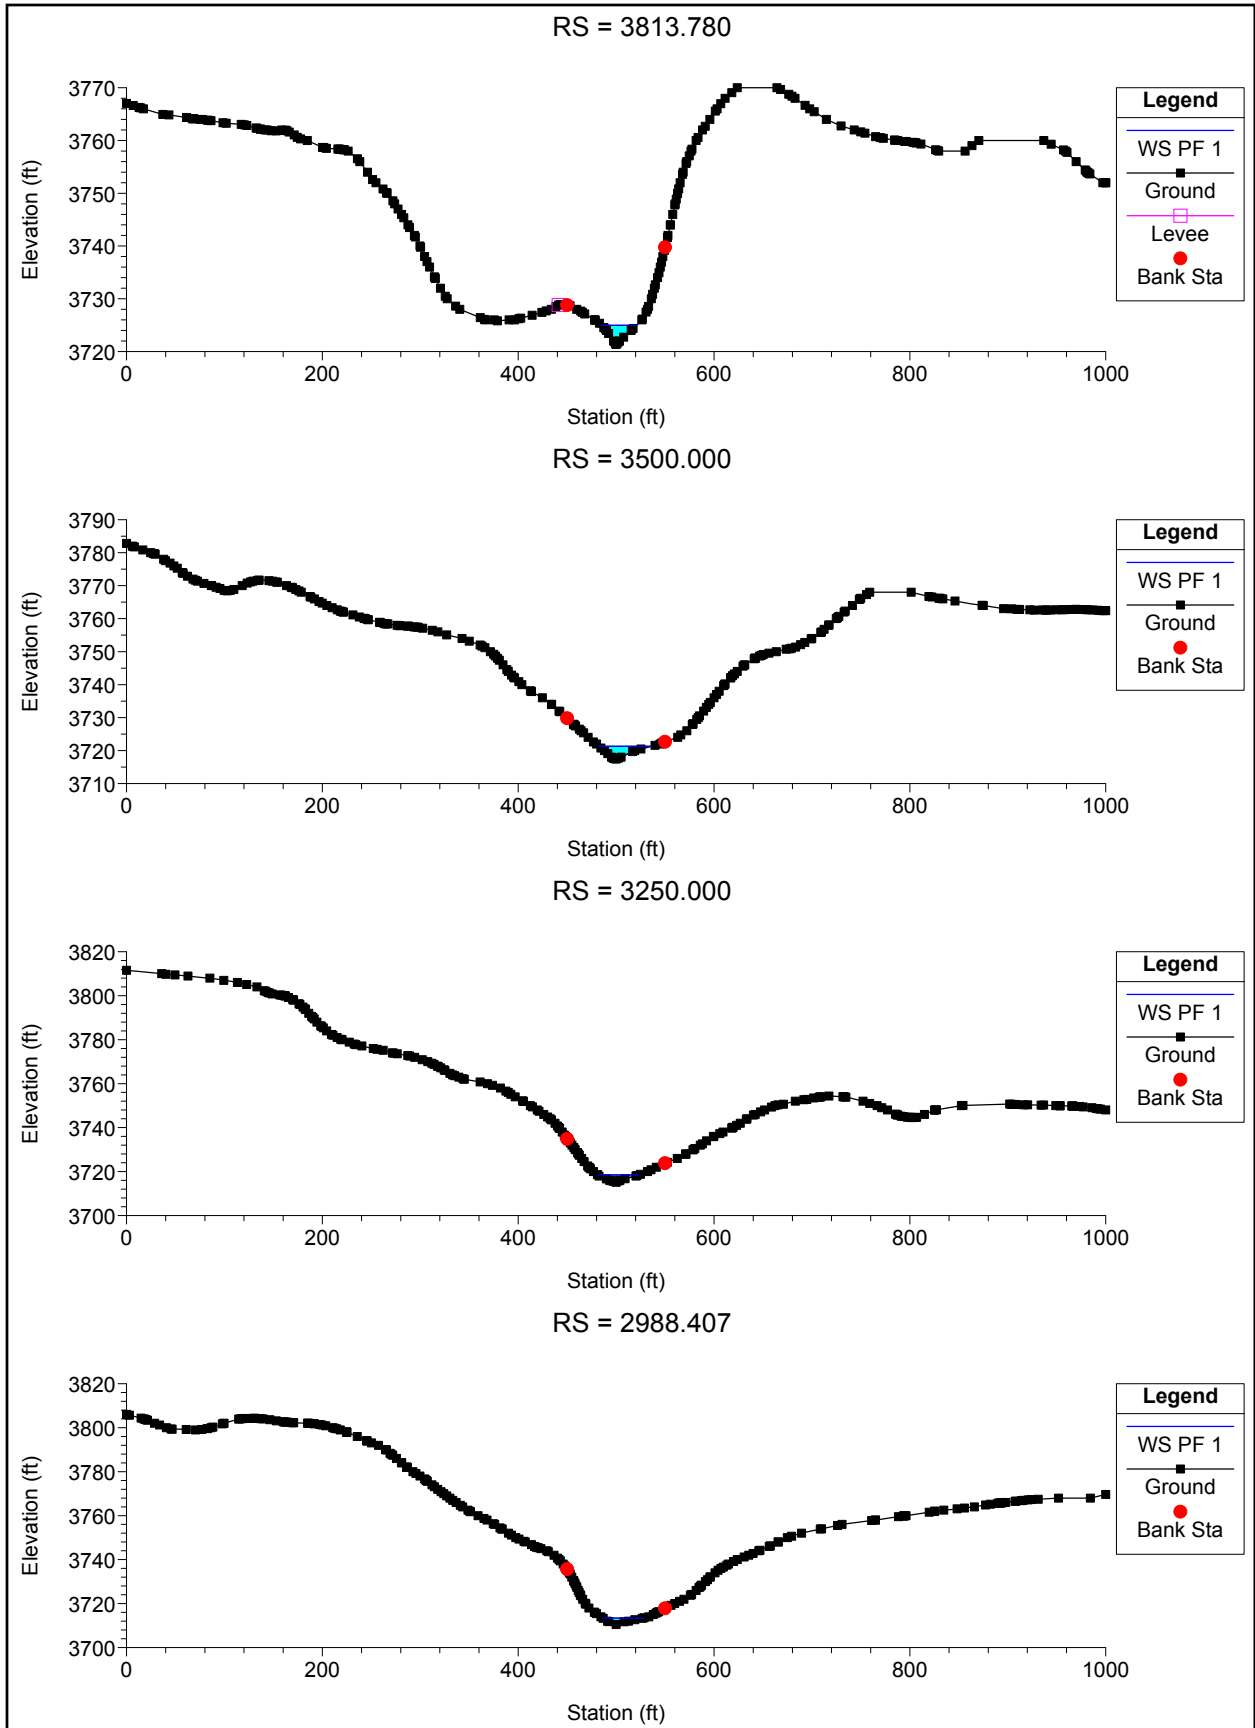 RS = 3813.780
3770
3760
3750
3740
3730
3720
Elevation (ft)
0 200 400 600 800 1000
Station (ft)
Legend
WS PF 1
Ground
Levee
Bank Sta
RS = 3500.000
3790
3780
3770
3760
3750
3740
3730
3720
3710
Elevation (ft)
0 200 400 600 800 1000
Station (ft)
Legend
WS PF 1
Ground
Bank Sta
RS = 3250.000
3820
3800
3780
3760
3740
3720
3700
Elevation (ft)
0 200 400 600 800 1000
Station (ft)
Legend
WS PF 1
Ground
Bank Sta
RS = 2988.407
3820
3800
3780
3760
3740
3720
3700
Elevation (ft)
0 200 400 600 800 1000
Station (ft)
Legend
WS PF 1
Ground
Bank Sta